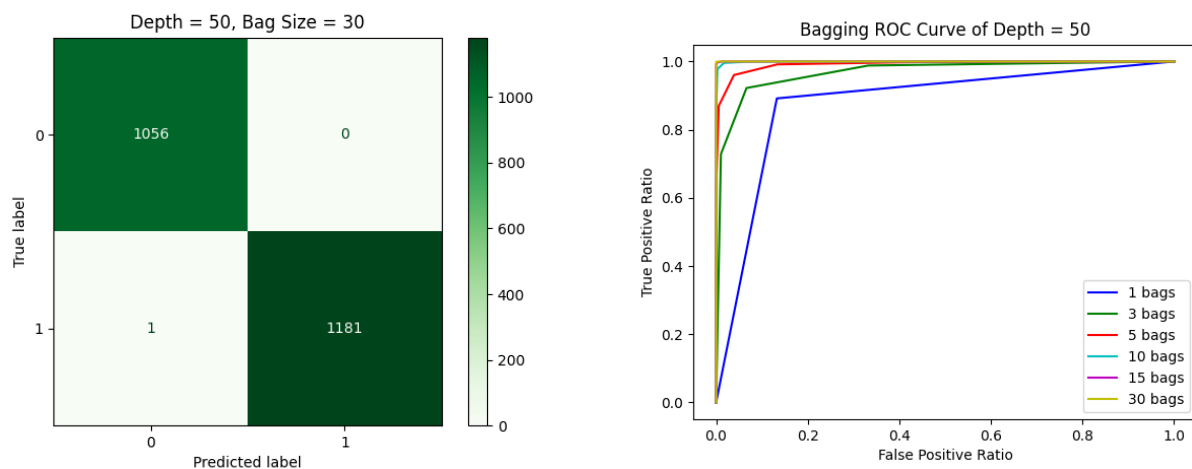 Depth = 50, Bag Size = 30
True label
0
1
1056
0
1
1181
0
1
Predicted label
1000
800
600
400
200
0
Bagging ROC Curve of Depth = 50
True Positive Ratio
1.0
0.8
0.6
0.4
0.2
0.0
1 bags
3 bags
5 bags
10 bags
15 bags
30 bags
0.0
0.2
0.4
0.6
0.8
1.0
False Positive Ratio